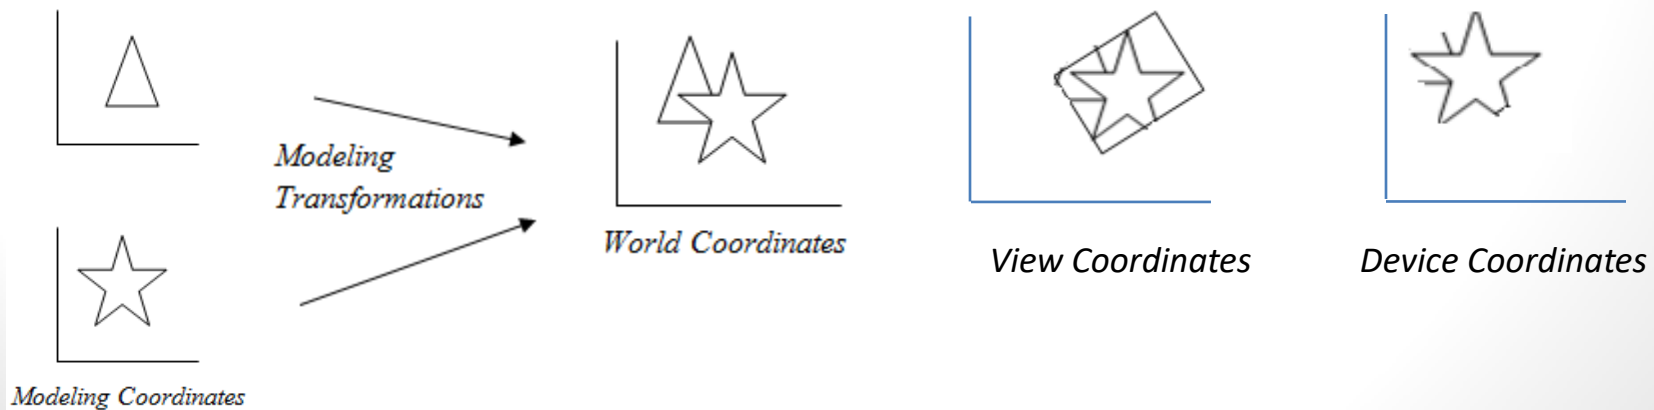 Modeling
Transformations
World Coordinates
View Coordinates
Device Coordinates
Modeling Coordinates